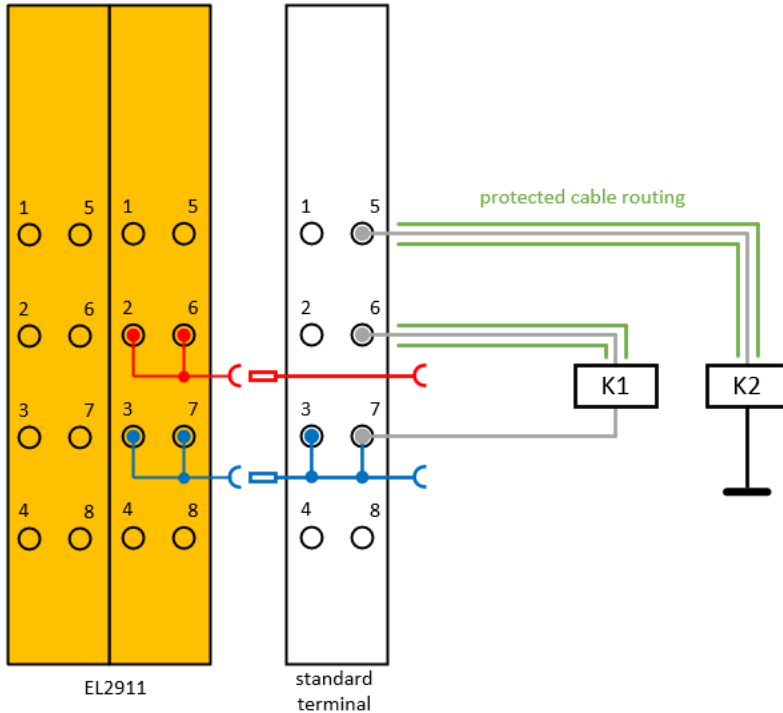 protected cable routing
1 5 1 5 1 5
2 6 2 6 2 6
K1 K2
3 7 3 7 3 7
4 8 4 8 4 8
EL2911
standard
terminal